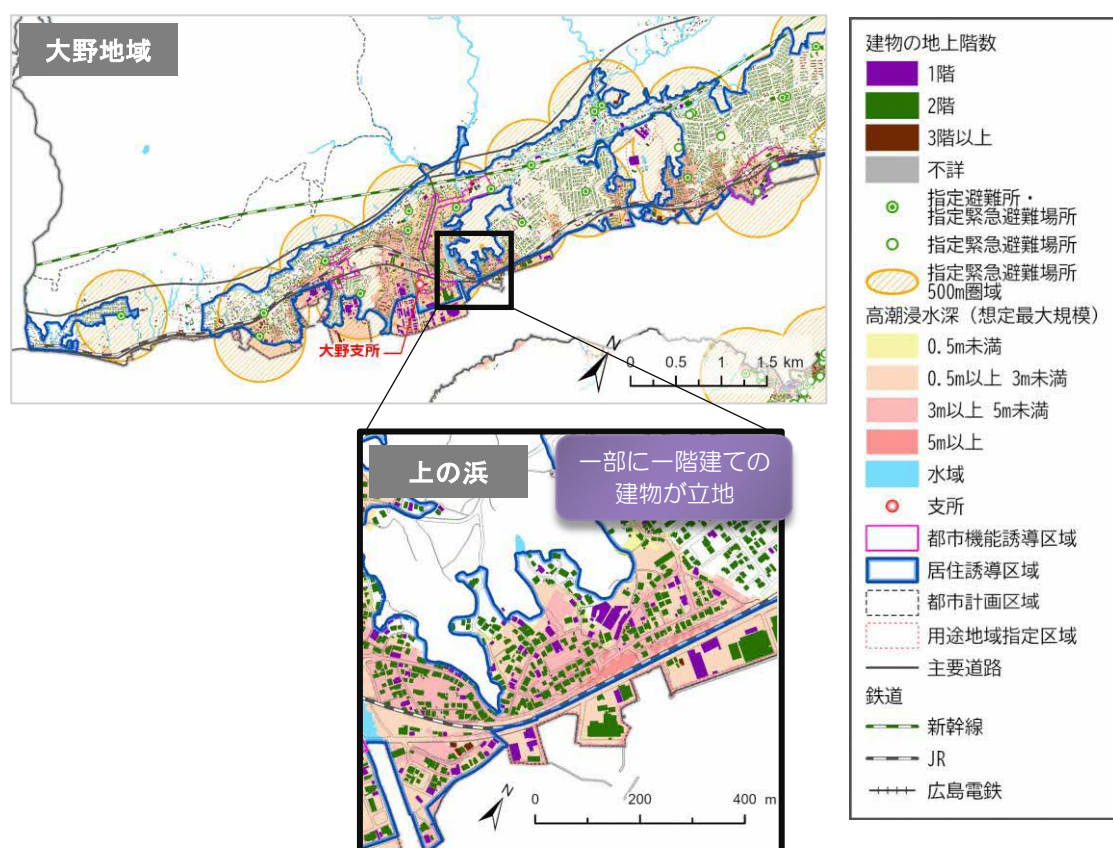 大野地域
大野支所
N
0 0.5 1 1.5 km
上の浜
一部に一階建ての
建物が立地
N
0 200 400 m
建物の地上階数
1階
2階
3階以上
不詳
指定避難所・
指定緊急避難場所
指定緊急避難場所
指定緊急避難場所
500m圏域
高潮浸水深（想定最大規模）
0.5m未満
0.5m以上 3m未満
3m以上 5m未満
5m以上
水域
支所
都市機能誘導区域
居住誘導区域
都市計画区域
用途地域指定区域
主要道路
鉄道
新幹線
JR
広島電鉄